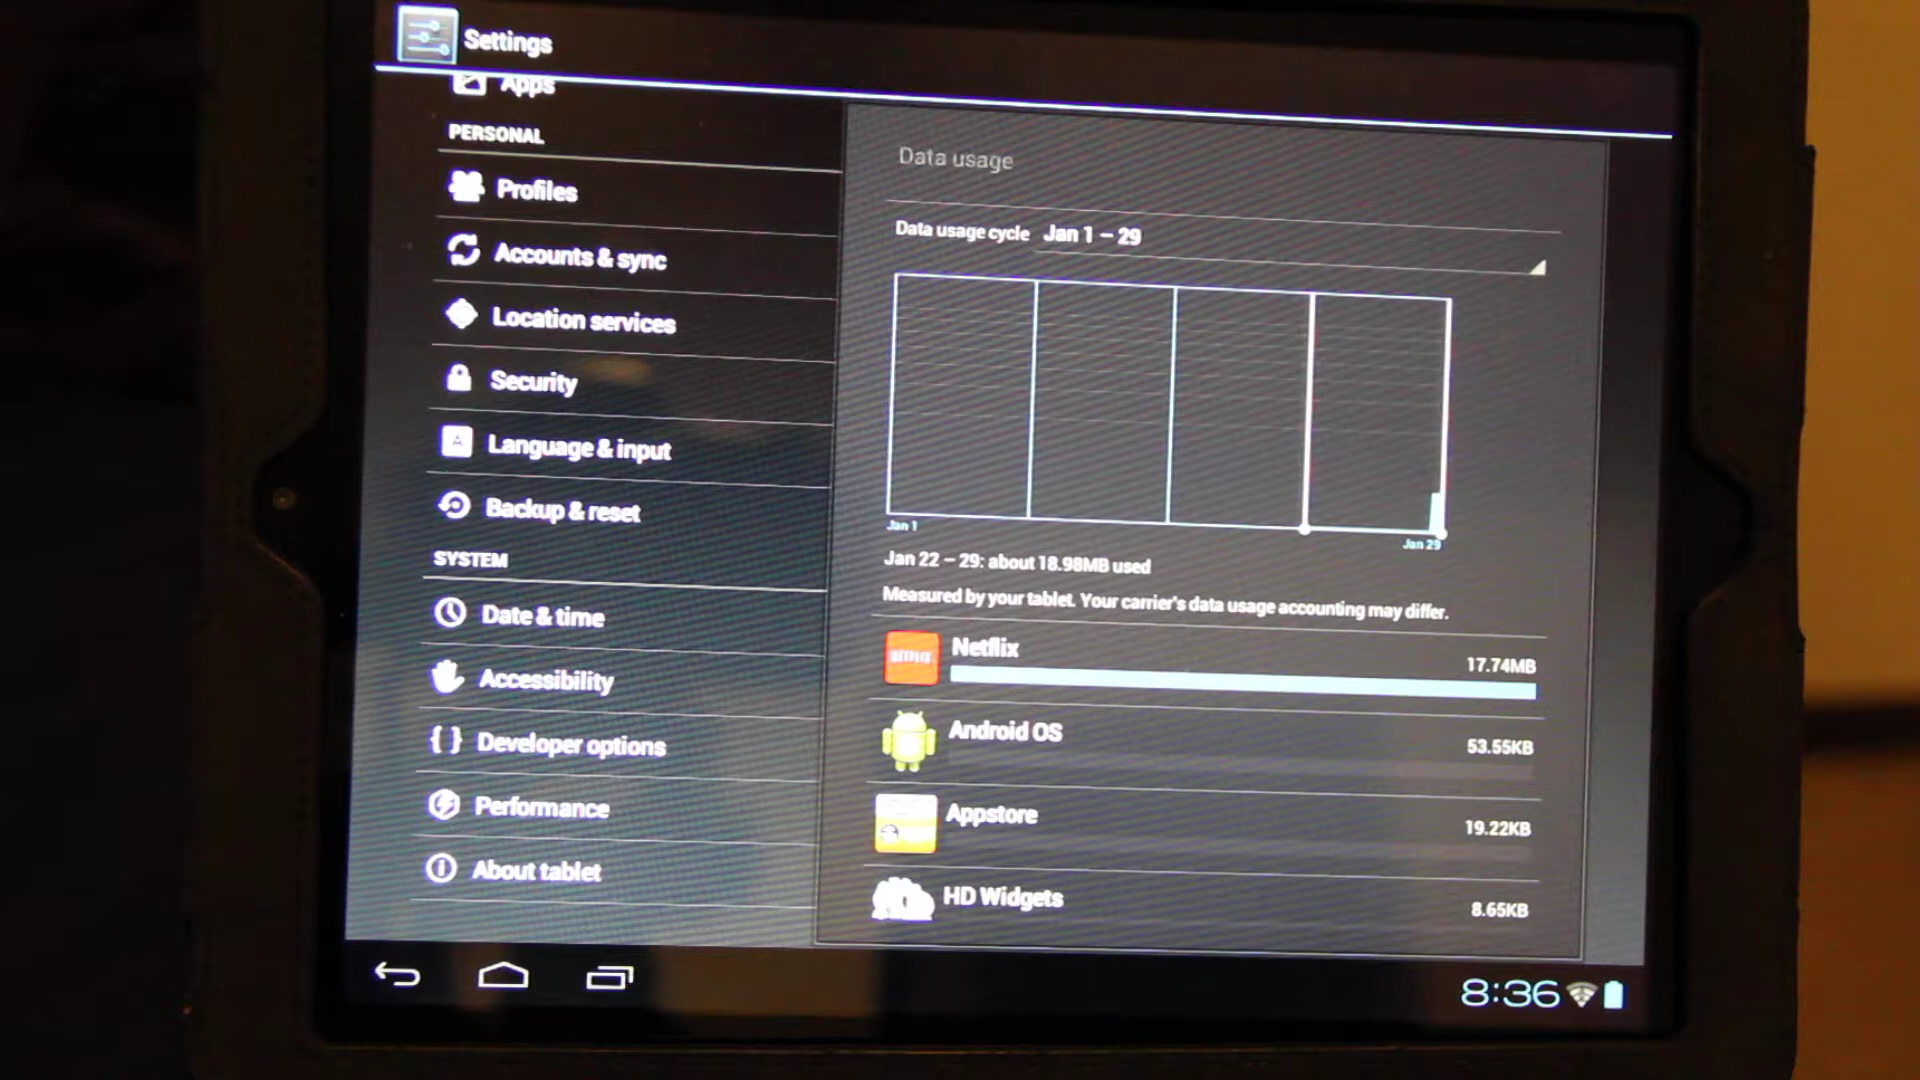 Settings
Apps
PERSONAL
Profiles
Accounts & sync
Location services
Security
A
Language & input
Backup & reset
SYSTEM
Date & time
Accessibility
{ } Developer options
Performance
About tablet
Data usage
Data usage cycle Jan 1 – 29
Jan 1
Jan 29
Jan 22 – 29: about 18.98MB used
Measured by your tablet. Your carrier's data usage accounting may differ.
NETFLIX
Netflix
17.74MB
Android OS
53.55KB
Appstore
19.22KB
HD Widgets
8.65KB
8:36